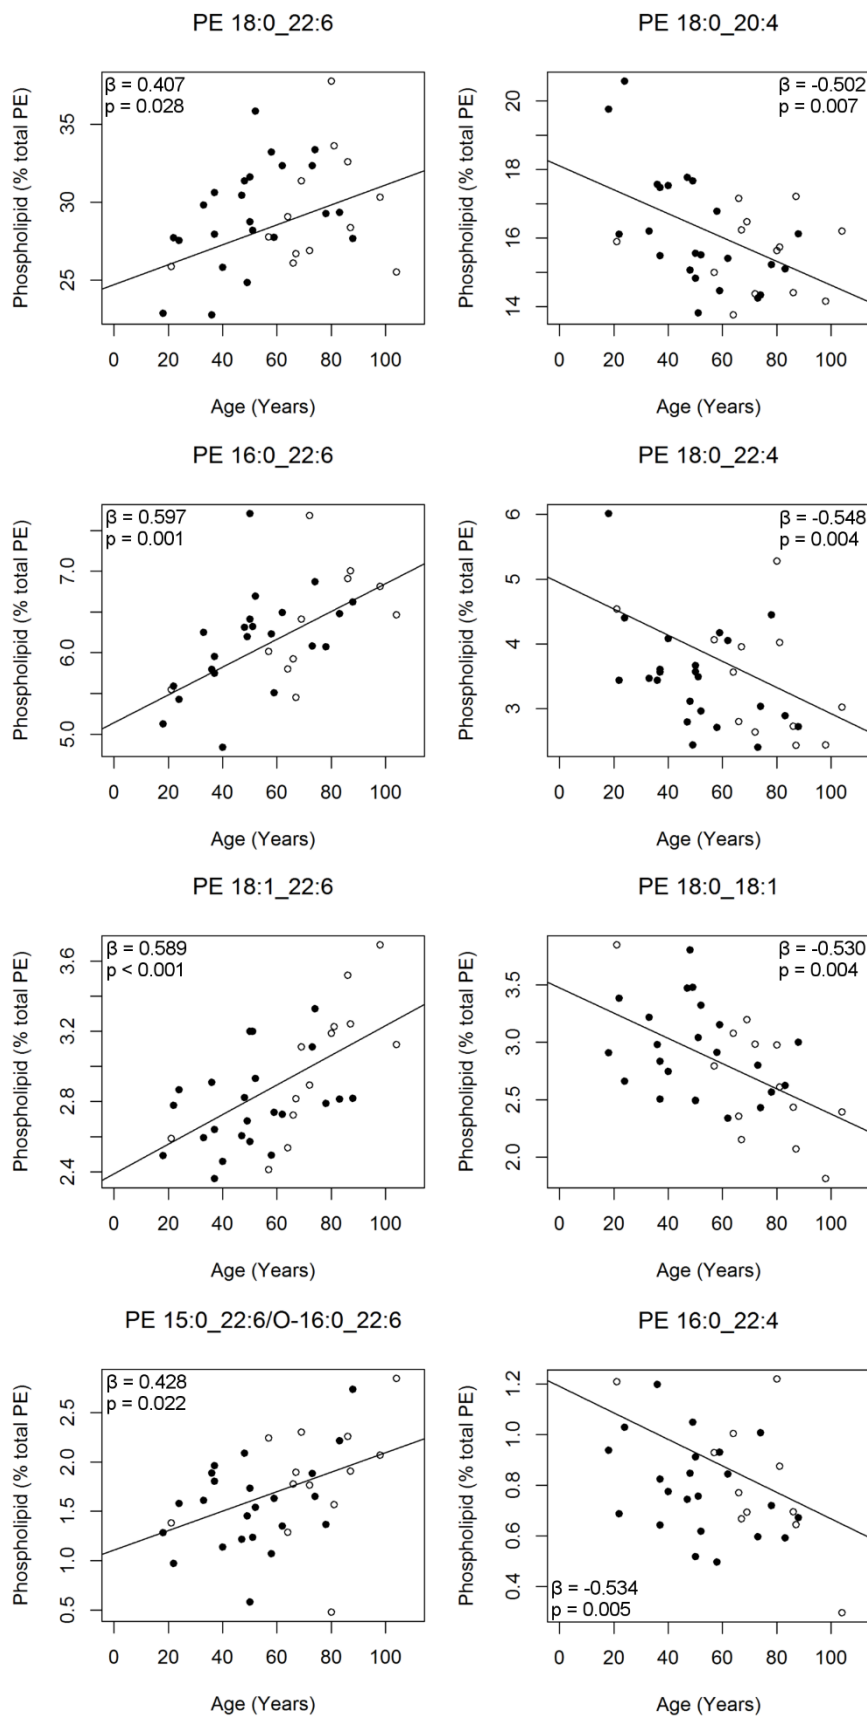 PE 18:0_22:6
β = 0.407
p = 0.028
Phospholipid (% total PE)
35
30
25
0 20 40 60 80 100
Age (Years)
PE 18:0_20:4
β = -0.502
p = 0.007
Phospholipid (% total PE)
20
18
16
14
0 20 40 60 80 100
Age (Years)
PE 16:0_22:6
β = 0.597
p = 0.001
Phospholipid (% total PE)
7.0
6.0
5.0
0 20 40 60 80 100
Age (Years)
PE 18:0_22:4
β = -0.548
p = 0.004
Phospholipid (% total PE)
6
5
4
3
0 20 40 60 80 100
Age (Years)
PE 18:1_22:6
β = 0.589
p < 0.001
Phospholipid (% total PE)
3.6
3.2
2.8
2.4
0 20 40 60 80 100
Age (Years)
PE 18:0_18:1
β = -0.530
p = 0.004
Phospholipid (% total PE)
3.5
3.0
2.5
2.0
0 20 40 60 80 100
Age (Years)
PE 15:0_22:6/O-16:0_22:6
β = 0.428
p = 0.022
Phospholipid (% total PE)
2.5
2.0
1.5
1.0
0.5
0 20 40 60 80 100
Age (Years)
PE 16:0_22:4
Phospholipid (% total PE)
1.2
1.0
0.8
0.6
0.4
β = -0.534
p = 0.005
0 20 40 60 80 100
Age (Years)